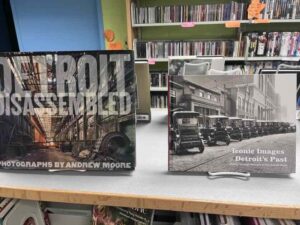 DETROIT
DISASSEMBLED
PHOTOGRAPHS BY ANDREW MOORE
Iconic Images
Detroit's Past